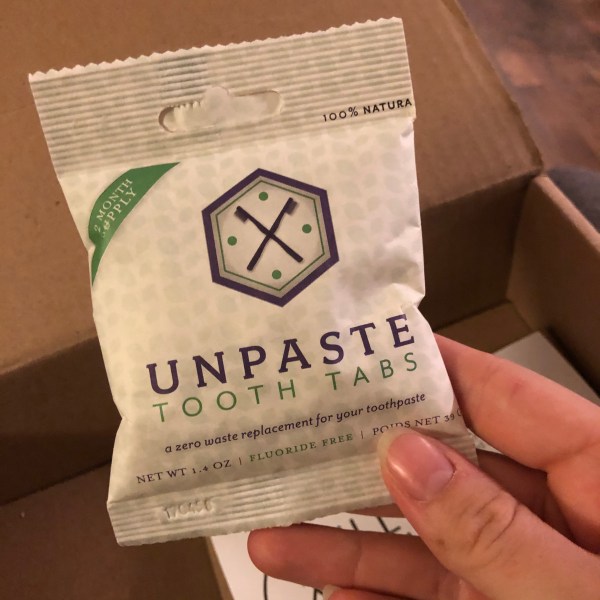 100% NATURA
2 MONTH
SUPPLY
UNPASTE
TOOTH TABS
a zero waste replacement for your toothpaste
NET WT 1.4 OZ | FLUORIDE FREE | POIDS NET 39